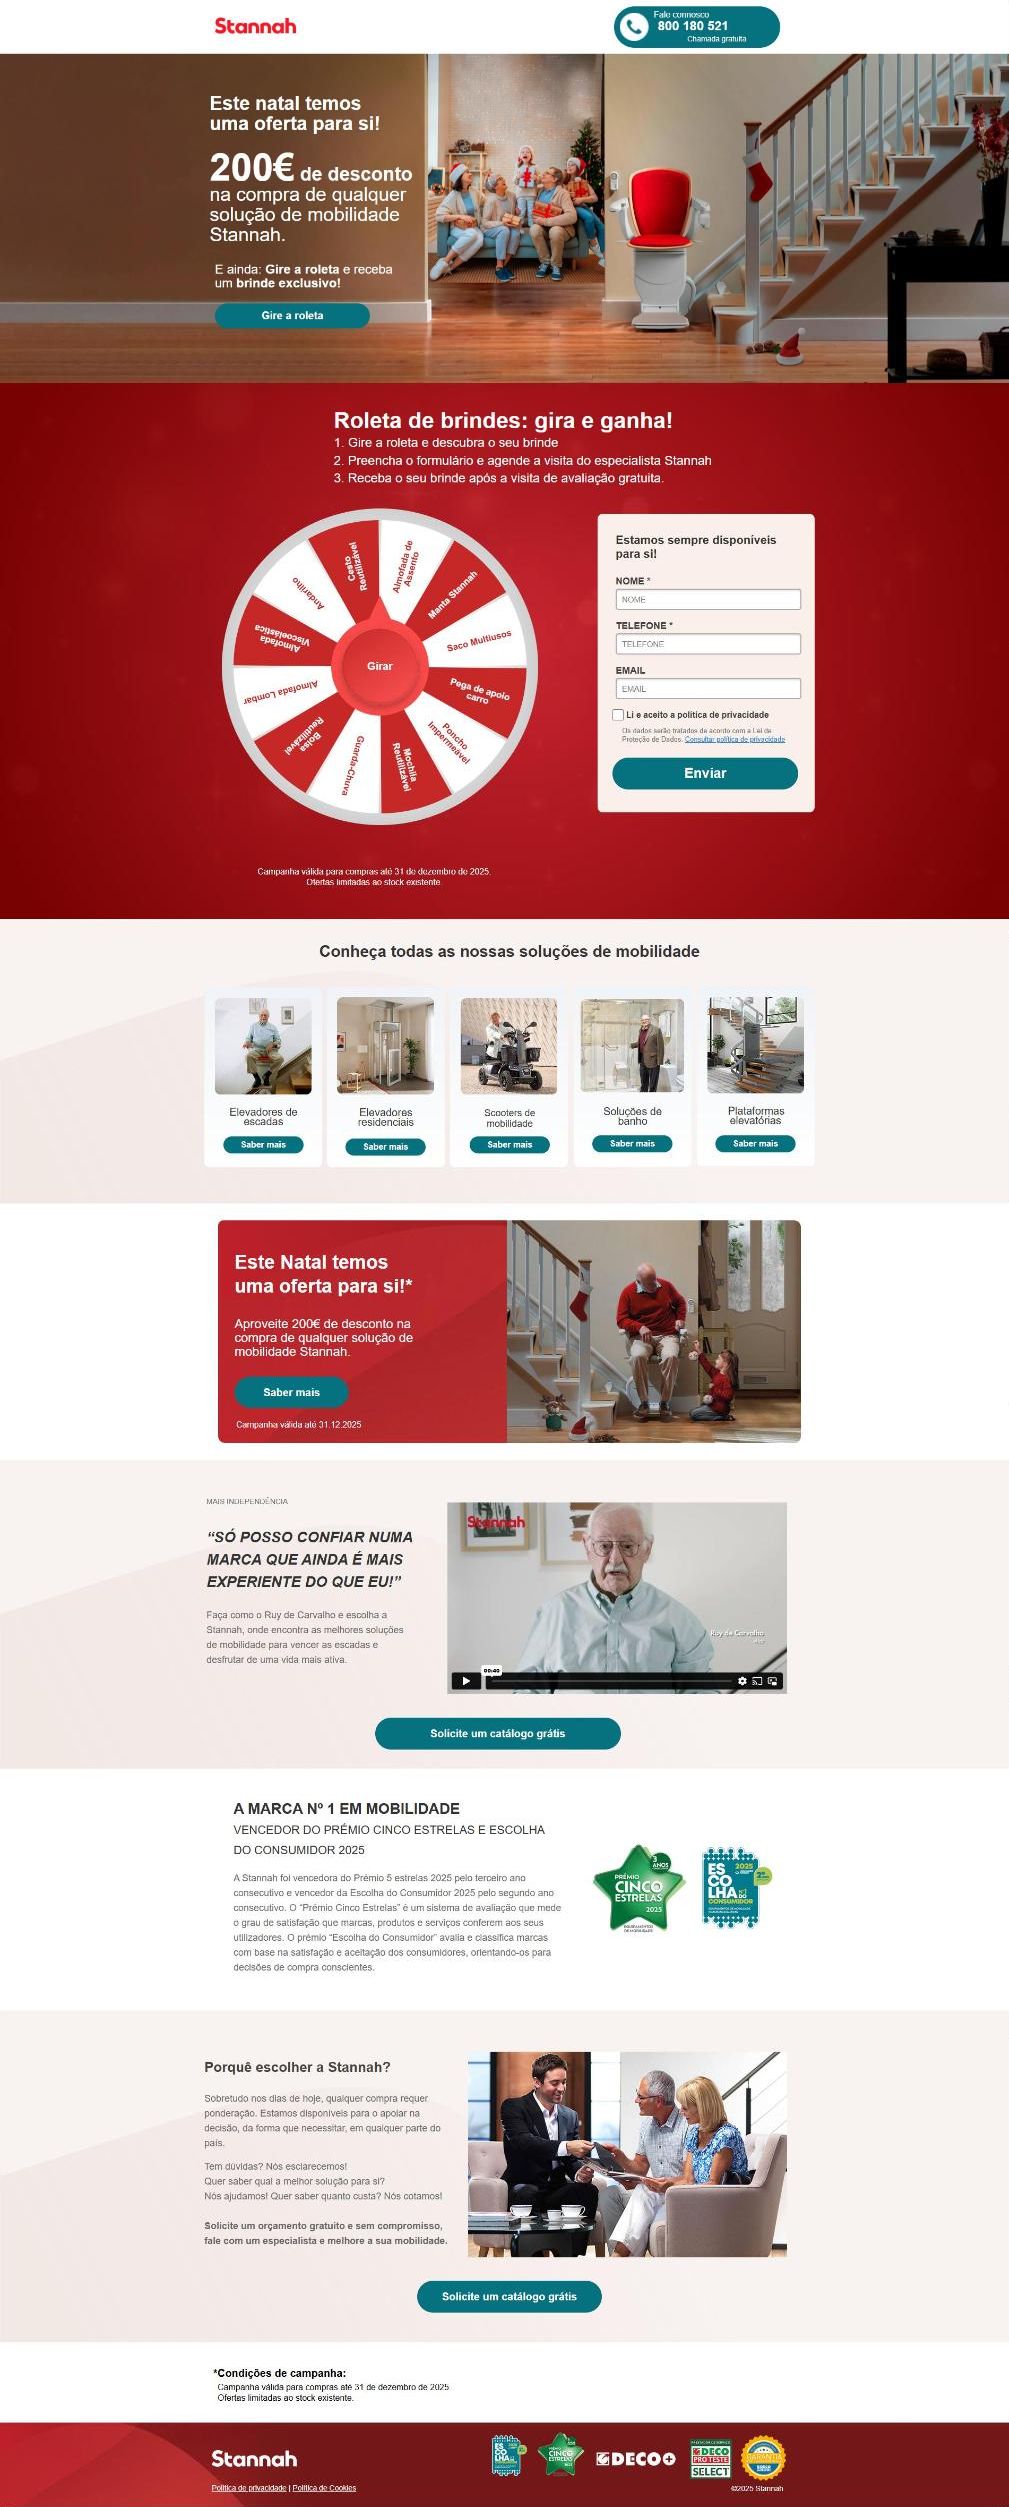 Stannah
Fale connosco
800 180 521
Chamada gratuita
Este natal temos
uma oferta para si!
200€ de desconto
na compra de qualquer
solução de mobilidade
Stannah.
E ainda: Gire a roleta e receba
um brinde exclusivo!
Gire a roleta
Roleta de brindes: gira e ganha!
1. Gire a roleta e descubra o seu brinde
2. Preencha o formulário e agende a visita do especialista Stannah
3. Receba o seu brinde após a visita de avaliação gratuita.
Cesto
Reutilizável
Almofada de
Assento
Manta Stannah
Saco Multiusos
Pega de apoio
carro
Poncho
Impermeável
Mochila
Reutilizável
Guarda-Chuva
Bolsa
Reutilizável
Almofada Lombar
Almofada
Viscoelástica
Andarilho
Girar
Estamos sempre disponíveis
para si!
NOME *
NOME
TELEFONE *
TELEFONE
EMAIL
EMAIL
Li e aceito a política de privacidade
Os dados serão tratados de acordo com a Lei de
Proteção de Dados. Consultar política de privacidade
Enviar
Campanha válida para compras até 31 de dezembro de 2025.
Ofertas limitadas ao stock existente.
Conheça todas as nossas soluções de mobilidade
Elevadores de
escadas
Saber mais
Elevadores
residenciais
Saber mais
Scooters de
mobilidade
Saber mais
Soluções de
banho
Saber mais
Plataformas
elevatórias
Saber mais
Este Natal temos
uma oferta para si!*
Aproveite 200€ de desconto na
compra de qualquer solução de
mobilidade Stannah.
Saber mais
Campanha válida até 31.12.2025
MAIS INDEPENDÊNCIA
“SÓ POSSO CONFIAR NUMA
MARCA QUE AINDA É MAIS
EXPERIENTE DO QUE EU!”
Faça como o Ruy de Carvalho e escolha a
Stannah, onde encontra as melhores soluções
de mobilidade para vencer as escadas e
desfrutar de uma vida mais ativa.
Stannah
Ruy de Carvalho
00:40
Solicite um catálogo grátis
A MARCA Nº 1 EM MOBILIDADE
VENCEDOR DO PRÉMIO CINCO ESTRELAS E ESCOLHA
DO CONSUMIDOR 2025
A Stannah foi vencedora do Prémio 5 estrelas 2025 pelo terceiro ano
consecutivo e vencedor da Escolha do Consumidor 2025 pelo segundo ano
consecutivo. O “Prémio Cinco Estrelas” é um sistema de avaliação que mede
o grau de satisfação que marcas, produtos e serviços conferem aos seus
utilizadores. O prémio “Escolha do Consumidor” avalia e classifica marcas
com base na satisfação e aceitação dos consumidores, orientando-os para
decisões de compra conscientes.
3
ANOS
PRÉMIO
CINCO
ESTRELAS
2025
EQUIPAMENTOS
DE MOBILIDADE
ES
COLHA
2025
Nº1
DO
CONSUMIDOR
Porquê escolher a Stannah?
Sobretudo nos dias de hoje, qualquer compra requer
ponderação. Estamos disponíveis para o apoiar na
decisão, da forma que necessitar, em qualquer parte do
país.
Tem dúvidas? Nós esclarecemos!
Quer saber qual a melhor solução para si?
Nós ajudamos! Quer saber quanto custa? Nós cotamos!
Solicite um orçamento gratuito e sem compromisso,
fale com um especialista e melhore a sua mobilidade.
Solicite um catálogo grátis
*Condições de campanha:
Campanha válida para compras até 31 de dezembro de 2025
Ofertas limitadas ao stock existente.
Stannah
ES
COLHA
CINCO
ESTRELAS
DECO+
DECO
PROTESTE
SELECT
GARANTIA
Política de privacidade | Política de Cookies
©2025 Stannah